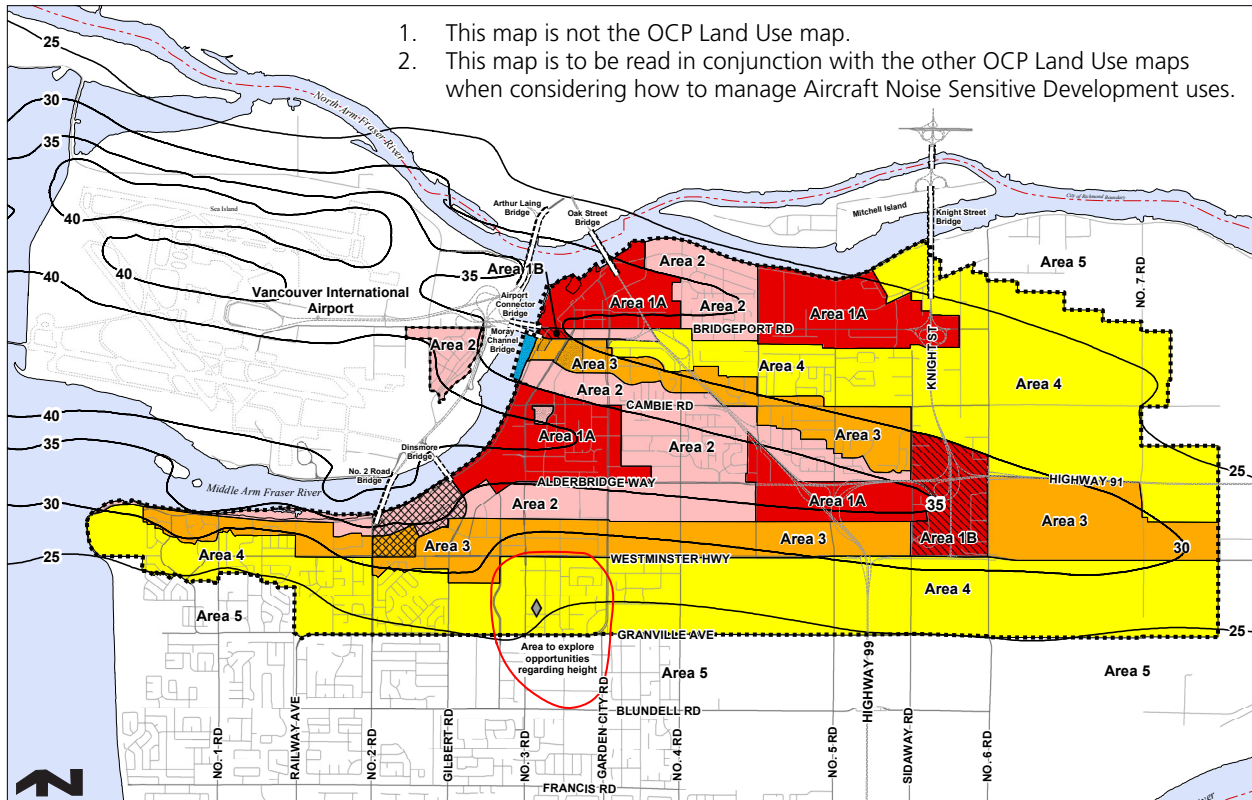 1. This map is not the OCP Land Use map.
2. This map is to be read in conjunction with the other OCP Land Use maps
when considering how to manage Aircraft Noise Sensitive Development uses.
25
30
35
North Arm Fraser River
Sea Island
40
40
40
35
Arthur Laing
Bridge
Oak Street
Bridge
Mitchell Island
Knight Street
Bridge
City of Richmond Boundary
Area 5
NO. 7 RD
Area 1B
Area 2
Area 1A
Area 2
Area 1A
Vancouver International
Airport
Airport
Connector
Bridge
Moray
Channel
Bridge
BRIDGEPORT RD
KNIGHT ST
Area 2
Area 3
Area 4
Area 4
Area 2
CAMBIE RD
40
35
30
25
Area 1A
Area 2
Area 3
Dinsmore
Bridge
No. 2 Road
Bridge
Middle Arm Fraser River
ALDERBRIDGE WAY
HIGHWAY 91
25
Area 2
Area 1A
35
Area 3
Area 3
Area 3
Area 1B
30
Area 4
WESTMINSTER HWY
Area 4
Area 5
GRANVILLE AVE
25
Area to explore
opportunities
regarding height
Area 5
Area 5
BLUNDELL RD
NO. 1 RD
RAILWAY AVE
NO. 2 RD
GILBERT RD
NO. 3 RD
GARDEN CITY RD
NO. 4 RD
NO. 5 RD
HIGHWAY 99
SIDAWAY RD
NO. 6 RD
FRANCIS RD
N